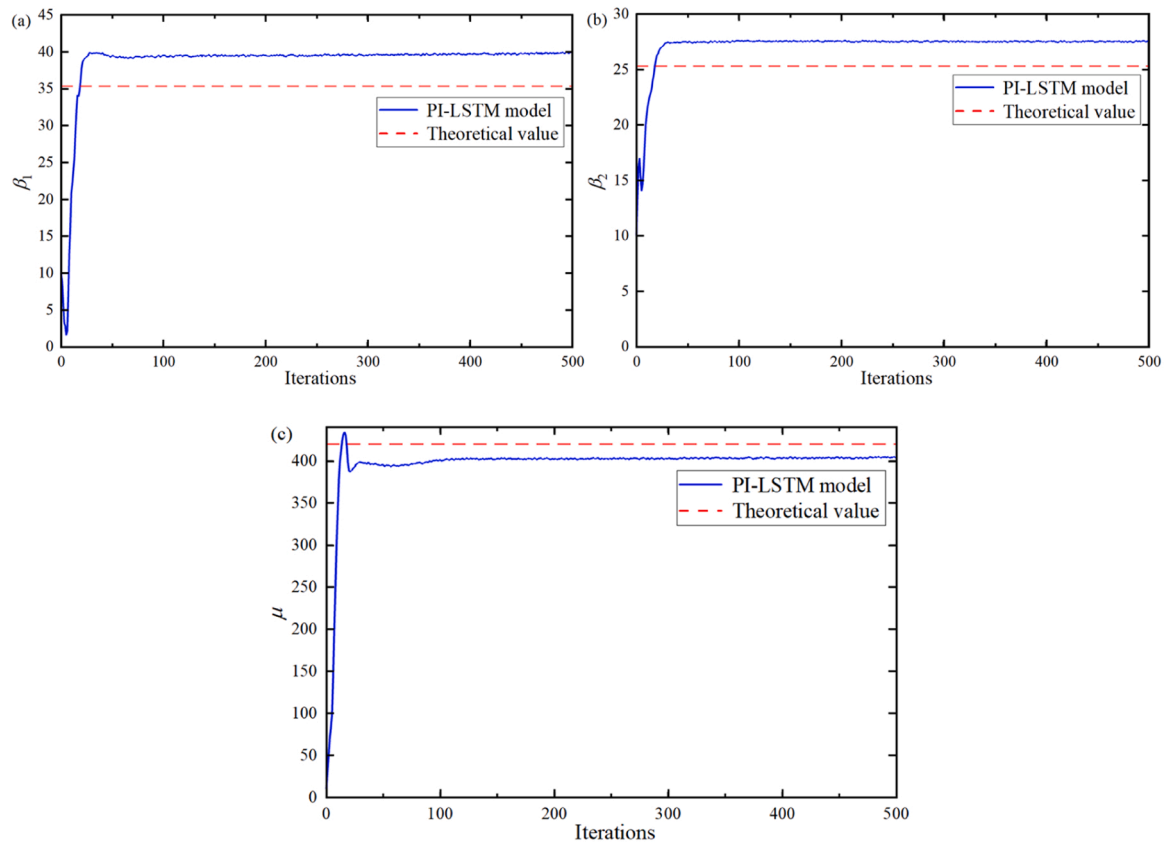 (a)
45
40
35
30
25
20
15
10
5
0
β1
PI-LSTM model
Theoretical value
0 100 200 300 400 500
Iterations
(b)
30
25
20
15
10
5
0
β2
PI-LSTM model
Theoretical value
0 100 200 300 400 500
Iterations
(c)
400
350
300
250
200
150
100
50
0
μ
PI-LSTM model
Theoretical value
0 100 200 300 400 500
Iterations